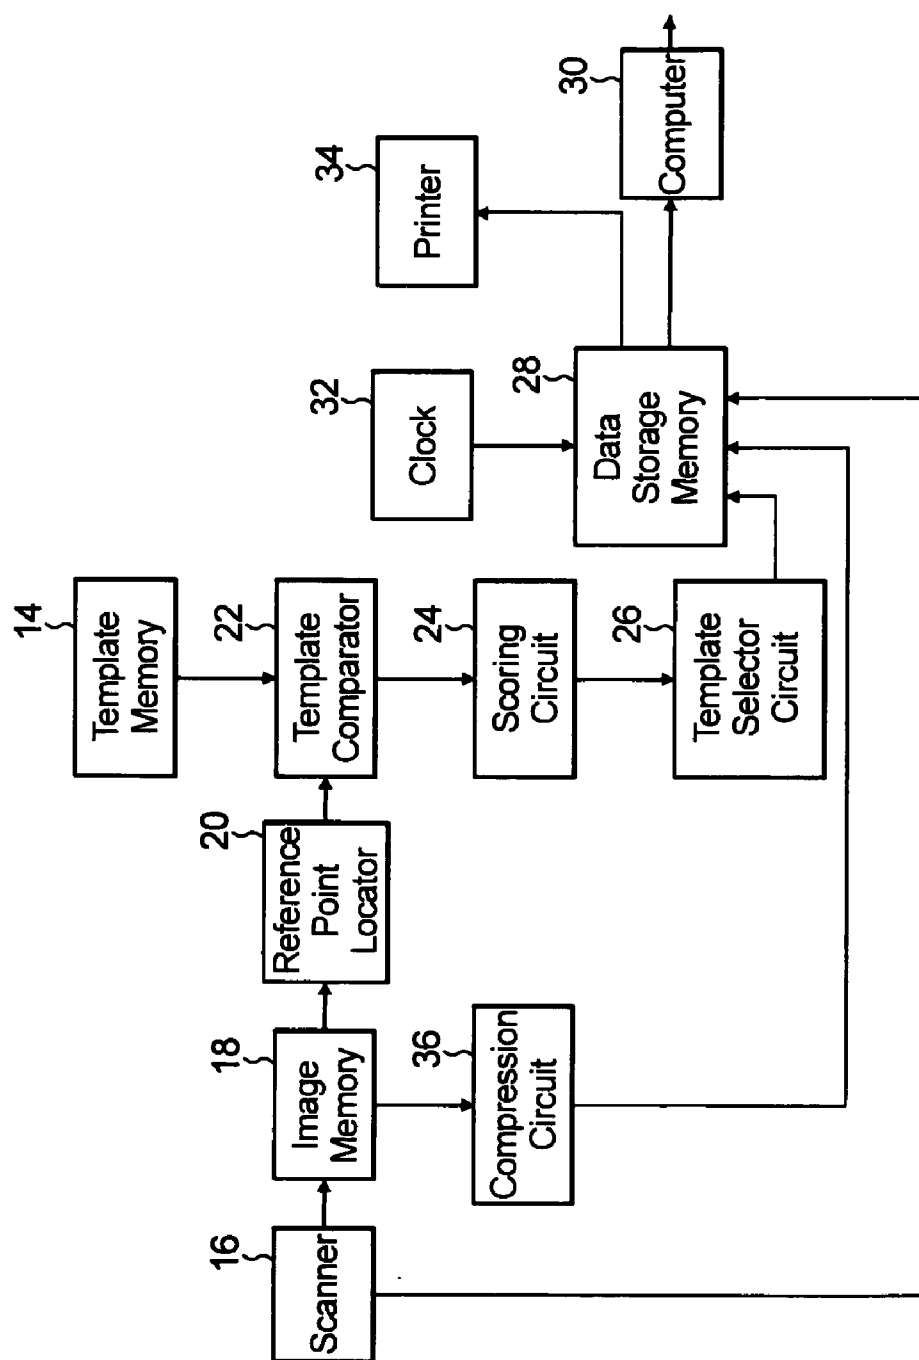 14
Template
Memory
16
Scanner
18
Image
Memory
20
Reference
Point
Locator
22
Template
Comparator
32
Clock
34
Printer
36
Compression
Circuit
24
Scoring
Circuit
26
Template
Selector
Circuit
28
Data
Storage
Memory
30
Computer